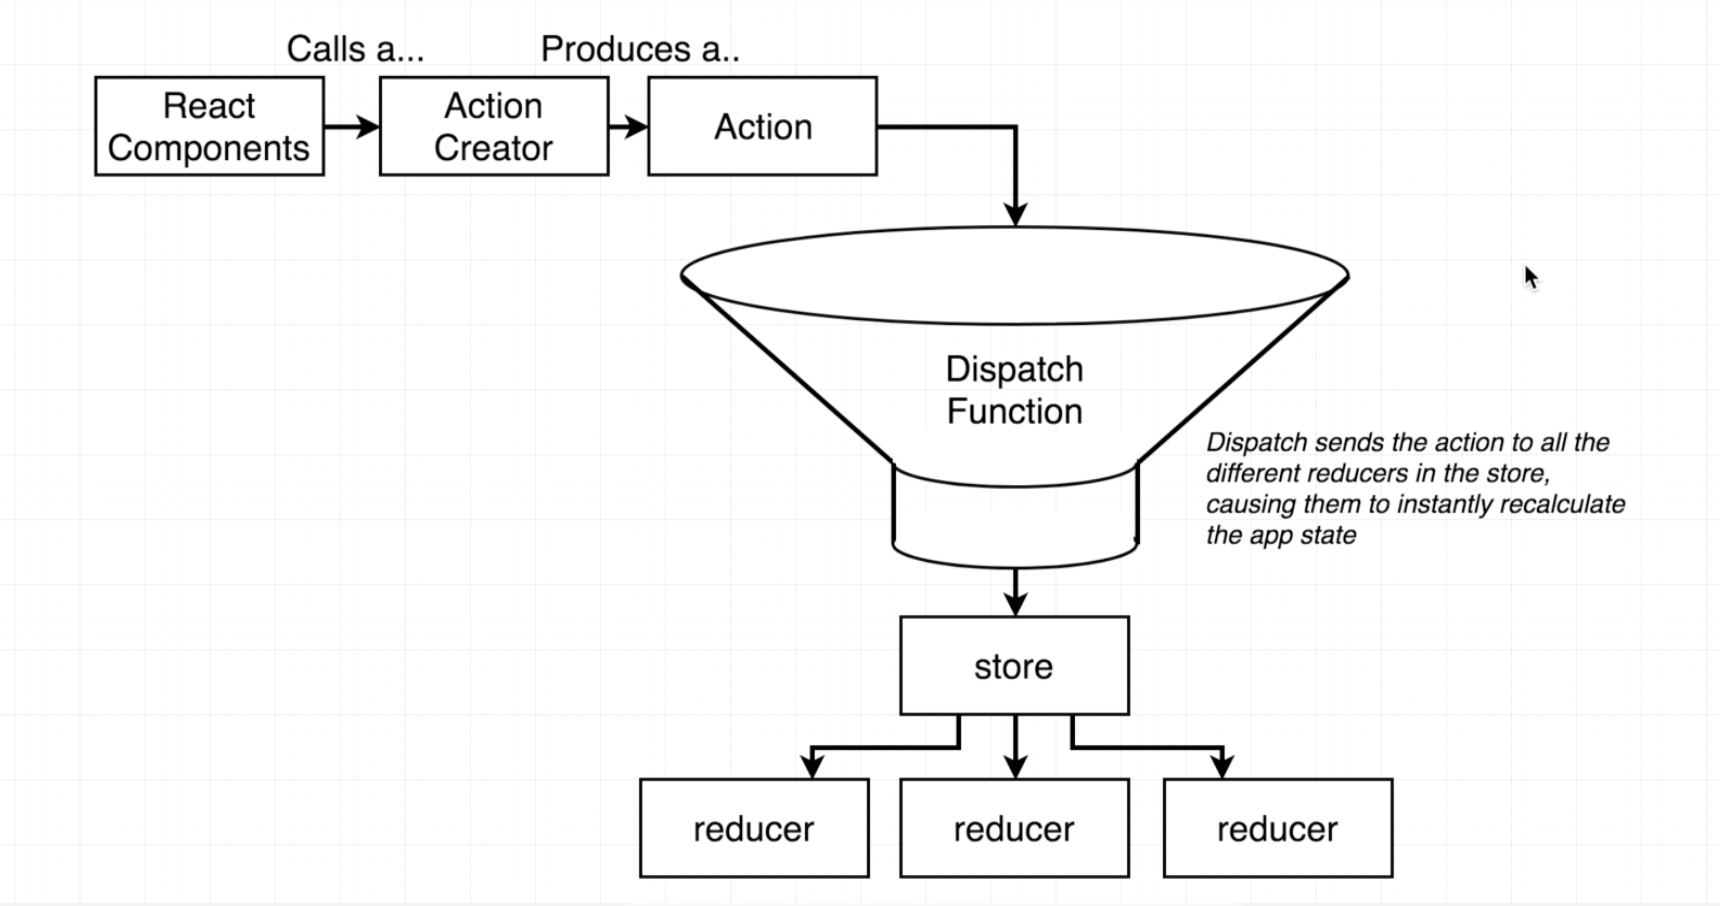 Calls a...
Produces a..
React
Components
Action
Creator
Action
Dispatch
Function
Dispatch sends the action to all the
different reducers in the store,
causing them to instantly recalculate
the app state
store
reducer
reducer
reducer